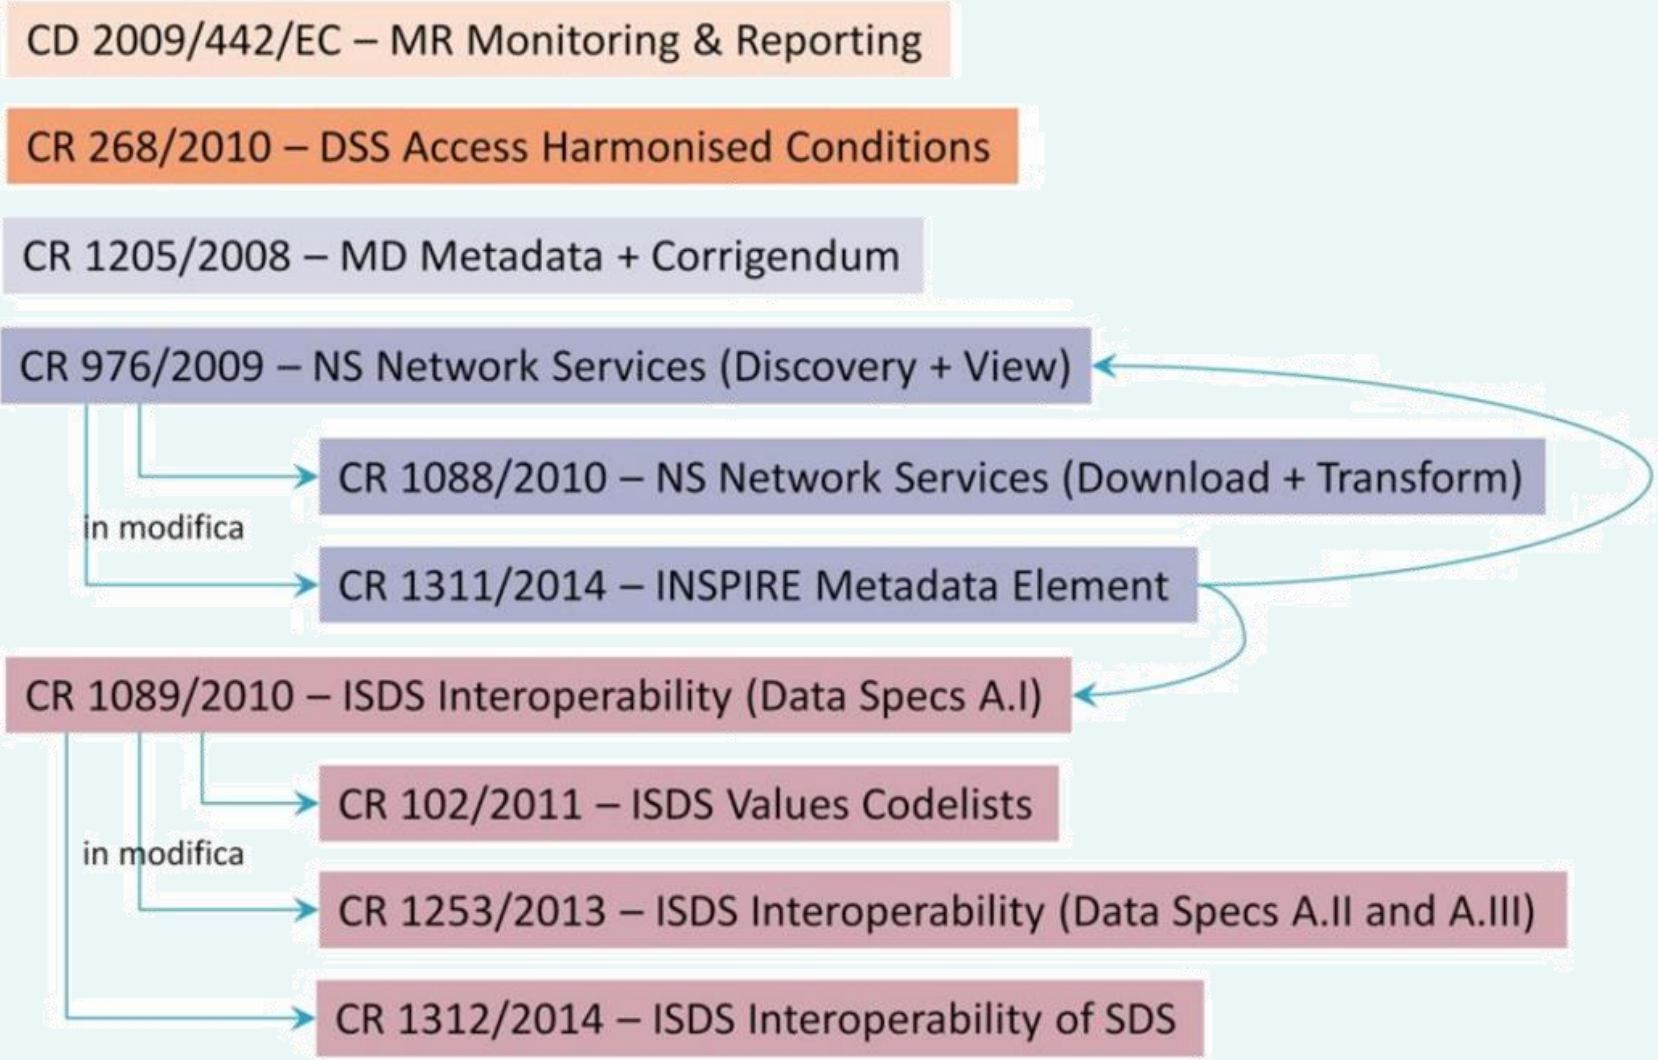 CD 2009/442/EC – MR Monitoring & Reporting
CR 268/2010 – DSS Access Harmonised Conditions
CR 1205/2008 – MD Metadata + Corrigendum
CR 976/2009 – NS Network Services (Discovery + View)
CR 1088/2010 – NS Network Services (Download + Transform)
in modifica
CR 1311/2014 – INSPIRE Metadata Element
CR 1089/2010 – ISDS Interoperability (Data Specs A.I)
CR 102/2011 – ISDS Values Codelists
in modifica
CR 1253/2013 – ISDS Interoperability (Data Specs A.II and A.III)
CR 1312/2014 – ISDS Interoperability of SDS